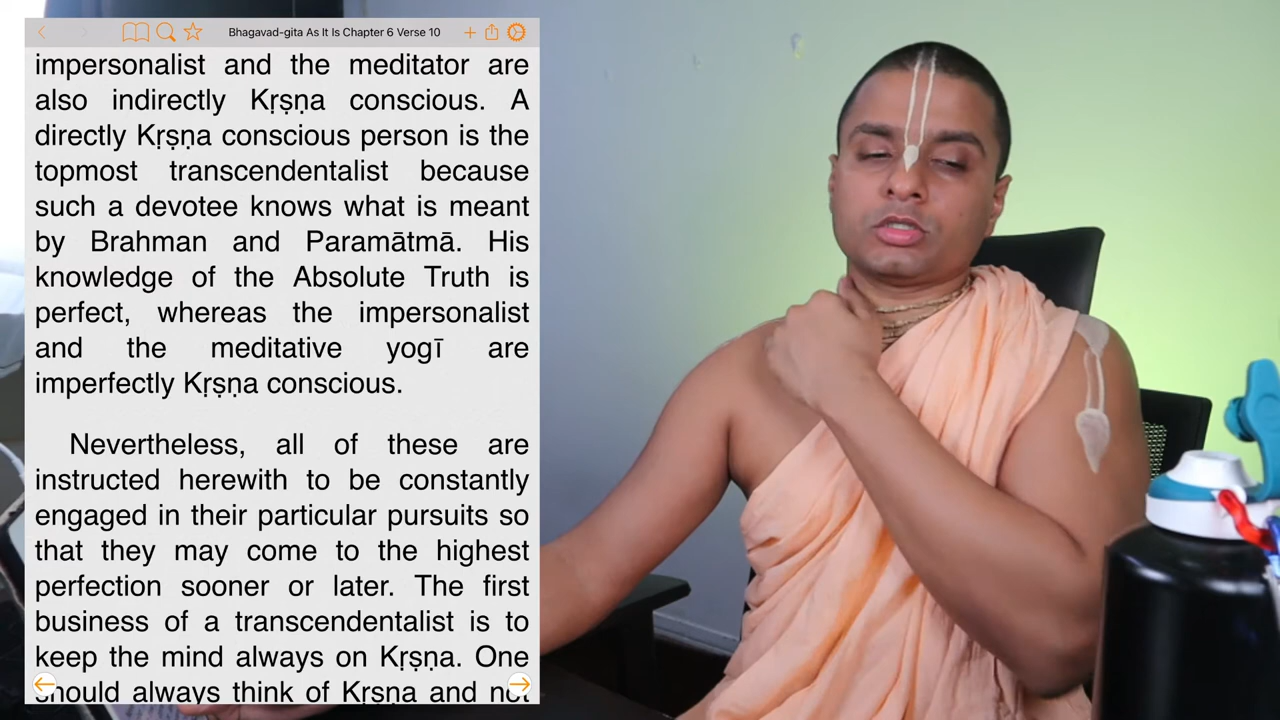 Bhagavad-gita As It Is Chapter 6 Verse 10
impersonalist and the meditator are
also indirectly Kṛṣṇa conscious. A
directly Kṛṣṇa conscious person is the
topmost transcendentalist because
such a devotee knows what is meant
by Brahman and Paramātmā. His
knowledge of the Absolute Truth is
perfect, whereas the impersonalist
and the meditative yogī are
imperfectly Kṛṣṇa conscious.
Nevertheless, all of these are
instructed herewith to be constantly
engaged in their particular pursuits so
that they may come to the highest
perfection sooner or later. The first
business of a transcendentalist is to
keep the mind always on Kṛṣṇa. One
should always think of Kṛṣṇa and not